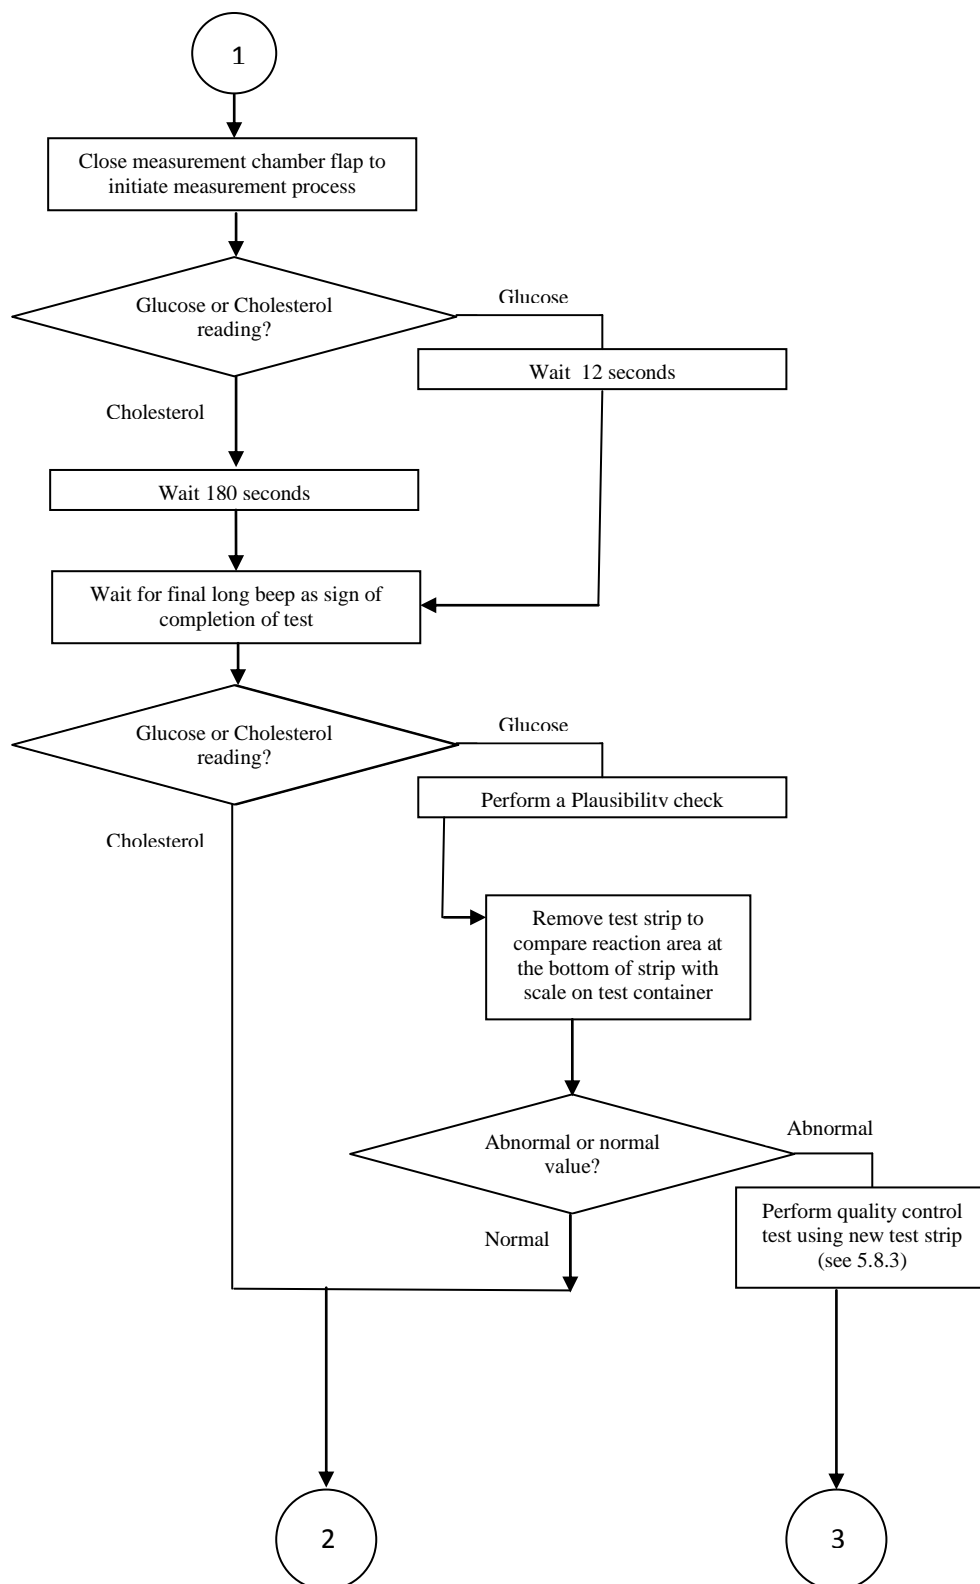 1
Close measurement chamber flap to
initiate measurement process
Glucose or Cholesterol
reading?
Glucose
Wait 12 seconds
Cholesterol
Wait 180 seconds
Wait for final long beep as sign of
completion of test
Glucose or Cholesterol
reading?
Glucose
Perform a Plausibility check
Cholesterol
Remove test strip to
compare reaction area at
the bottom of strip with
scale on test container
Abnormal or normal
value?
Abnormal
Normal
Perform quality control
test using new test strip
(see 5.8.3)
2
3